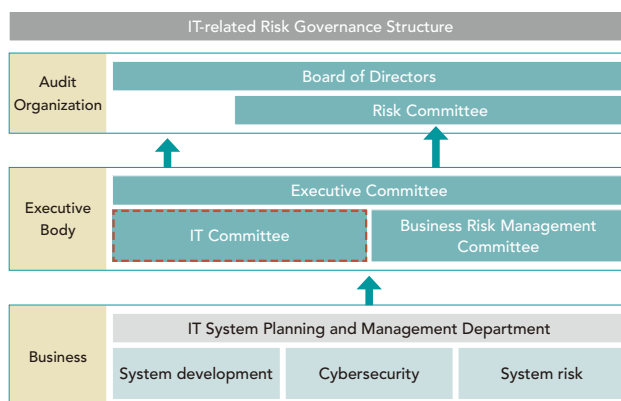 IT-related Risk Governance Structure
Audit
Organization
Board of Directors
Risk Committee
Executive
Body
Executive Committee
IT Committee
Business Risk Management
Committee
Business
IT System Planning and Management Department
System development
Cybersecurity
System risk